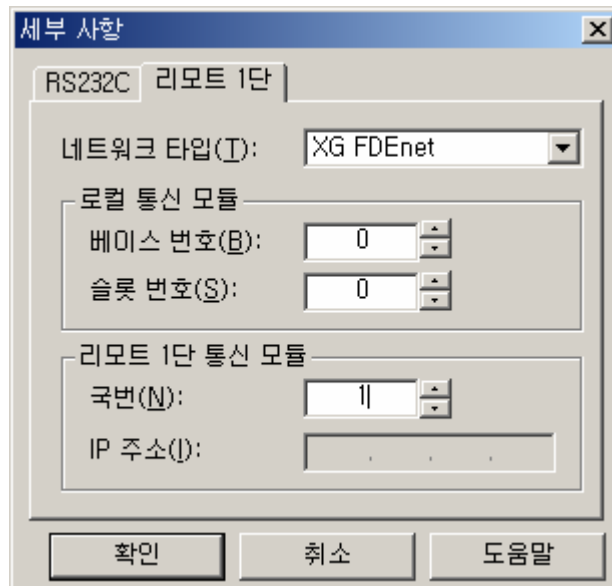 세부 사항
RS232C 리모트 1단
네트워크 타입(T): XG FDEnet
로컬 통신 모듈
베이스 번호(B): 0
슬롯 번호(S): 0
리모트 1단 통신 모듈
국번(N): 1
IP 주소(I): . . .
확인 취소 도움말